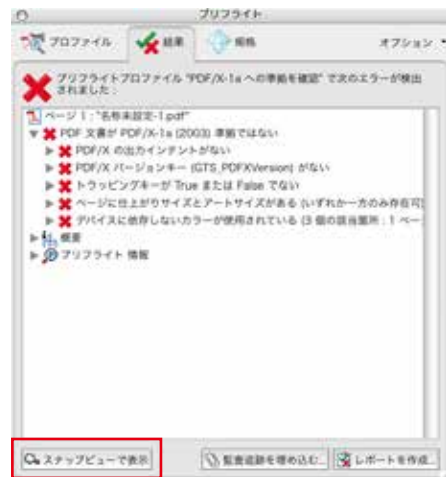 プリフライト
プロファイル 結果 規格 オプション
プリフライトプロファイル "PDF/X-1a への準拠を確認" で次のエラーが検出
されました：
ページ 1："名称未設定-1.pdf"
PDF 文書が PDF/X-1a (2003) 準拠ではない
PDF/X の出力インテントがない
PDF/X バージョンキー (GTS_PDFXVersion) がない
トラッピングキーが True または False でない
ページに仕上がりサイズとアートサイズがある (いずれか一方のみ存在可
デバイスに依存しないカラーが使用されている (3 個の該当箇所：1 ペー
概要
プリフライト 情報
スナップビューで表示 監査追跡を埋め込む... レポートを作成...